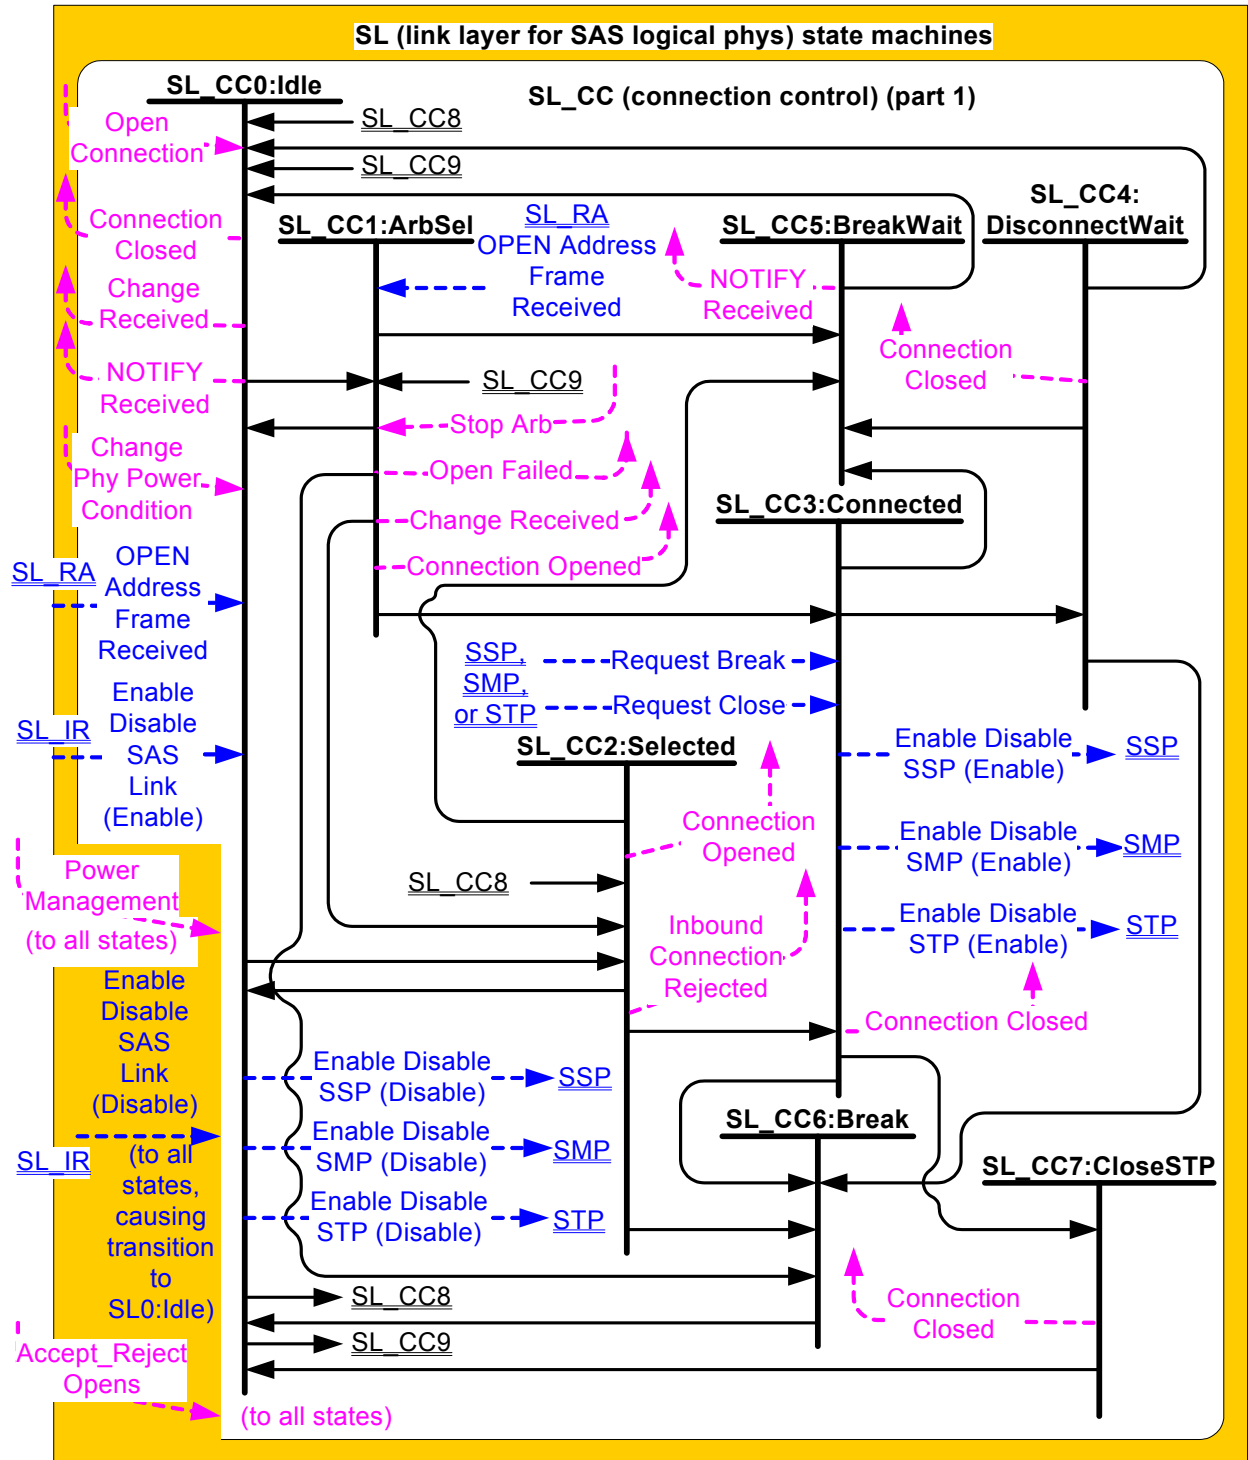 SL (link layer for SAS logical phys) state machines
SL_CC0:Idle
SL_CC (connection control) (part 1)
Open
Connection
SL_CC8
SL_CC9
Connection
Closed
SL_CC1:ArbSel
SL_RA
OPEN Address
Frame
Received
SL_CC5:BreakWait
SL_CC4:
DisconnectWait
NOTIFY
Received
Change
Received
Connection
Closed
NOTIFY
Received
SL_CC9
Stop Arb
Change
Phy Power
Condition
Open Failed
SL_CC3:Connected
Change Received
Connection Opened
SL_RA
OPEN
Address
Frame
Received
SSP,
SMP,
or STP
Request Break
Request Close
SL_IR
Enable
Disable
SAS
Link
(Enable)
SL_CC2:Selected
Enable Disable
SSP (Enable)
SSP
Connection
Opened
Enable Disable
SMP (Enable)
SMP
Power
Management
(to all states)
SL_CC8
Inbound
Connection
Rejected
Enable Disable
STP (Enable)
STP
Connection Closed
Enable
Disable
SAS
Link
(Disable)
SL_IR
(to all
states,
causing
transition
to
SL0:Idle)
Enable Disable
SSP (Disable)
SSP
Enable Disable
SMP (Disable)
SMP
Enable Disable
STP (Disable)
STP
SL_CC6:Break
SL_CC7:CloseSTP
SL_CC8
Connection
Closed
SL_CC9
Accept_Reject
Opens
(to all states)